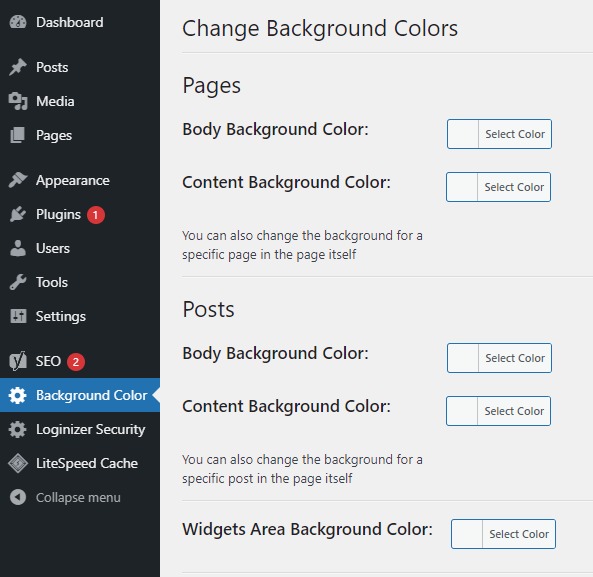 Dashboard
Posts
Media
Pages
Appearance
Plugins 1
Users
Tools
Settings
SEO 2
Background Color
Loginizer Security
LiteSpeed Cache
Collapse menu
Change Background Colors
Pages
Body Background Color: Select Color
Content Background Color: Select Color
You can also change the background for a
specific page in the page itself
Posts
Body Background Color: Select Color
Content Background Color: Select Color
You can also change the background for a
specific post in the page itself
Widgets Area Background Color: Select Color